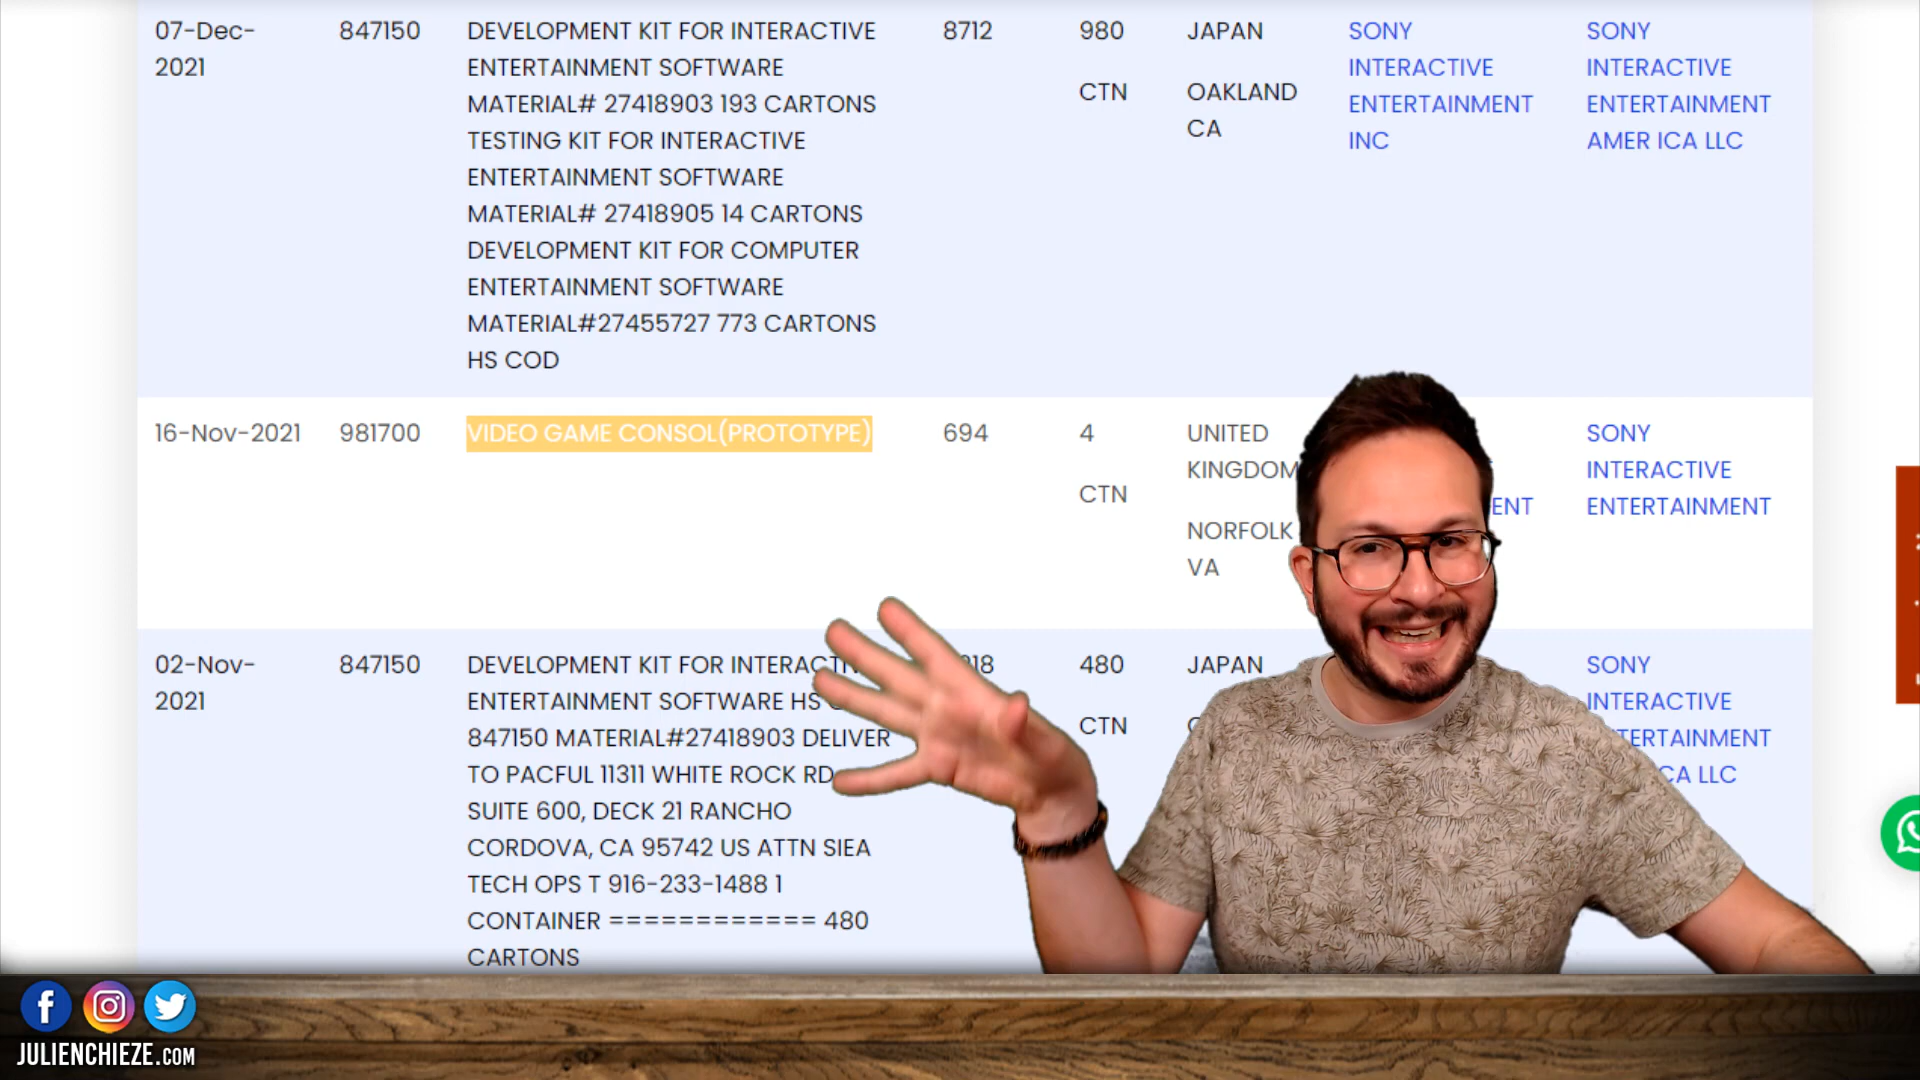 07-Dec-
2021
847150
DEVELOPMENT KIT FOR INTERACTIVE
ENTERTAINMENT SOFTWARE
MATERIAL# 27418903 193 CARTONS
TESTING KIT FOR INTERACTIVE
ENTERTAINMENT SOFTWARE
MATERIAL# 27418905 14 CARTONS
DEVELOPMENT KIT FOR COMPUTER
ENTERTAINMENT SOFTWARE
MATERIAL#27455727 773 CARTONS
HS COD
8712
980
CTN
JAPAN
OAKLAND
CA
SONY
INTERACTIVE
ENTERTAINMENT
INC
SONY
INTERACTIVE
ENTERTAINMENT
AMER ICA LLC
16-Nov-2021
981700
VIDEO GAME CONSOL(PROTOTYPE)
694
4
CTN
UNITED
KINGDOM
NORFOLK
VA
SONY
INTERACTIVE
ENTERTAINMENT
02-Nov-
2021
847150
DEVELOPMENT KIT FOR
ENTERTAINMENT SOFTWARE HS
847150 MATERIAL#27418903 DELIVER
TO PACFUL 11311 WHITE ROCK RD
SUITE 600, DECK 21 RANCHO
CORDOVA, CA 95742 US ATTN SIEA
TECH OPS T 916-233-1488 1
CONTAINER ============ 480
CARTONS
480
CTN
JAPAN
SONY
INTERACTIVE
LLC
JULIENCHIEZE.COM